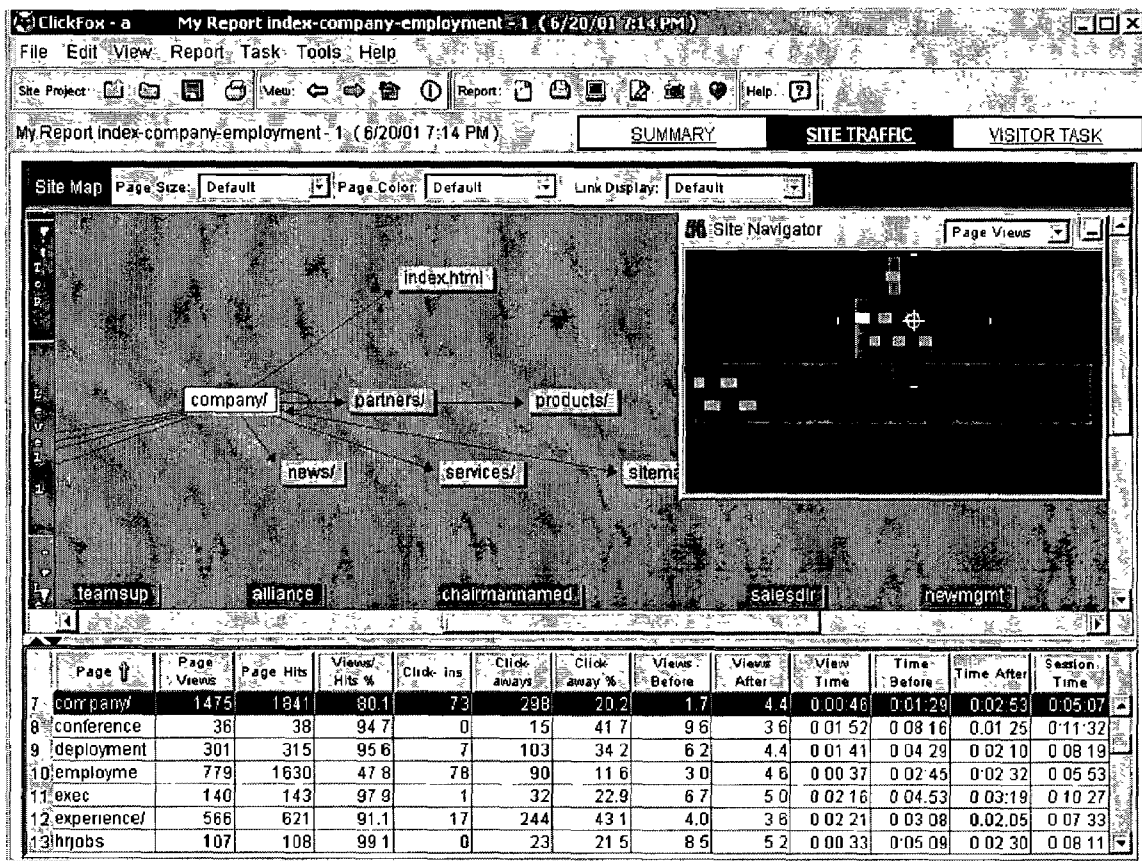 ClickFox - a My Report index-company-employment - 1 (6/20/01 7:14 PM)
File Edit View Report Task Tools Help
Site Project: View: Report: Help:
My Report index-company-employment - 1 (6/20/01 7:14 PM)
SUMMARY SITE TRAFFIC VISITOR TASK
Site Map Page Size: Default Page Color: Default Link Display: Default
Site Navigator Page Views
Top
index.html
Level 1
company/ partners/ products/
news/ services/ sitema
teamsup alliance chairmannamed salesdir newmgmt
Page Page Views Page Hits Views/ Hits % Click-ins Click-aways Click-away % Views Before Views After View Time Time Before Time After Session Time
7 company/ 1475 1841 80.1 73 298 20.2 1.7 4.4 0:00:46 0:01:29 0:02:53 0:05:07
8 conference 36 38 94 7 0 15 41 7 9 6 3 6 0 01 52 0 08 16 0.01 25 0'11'32
9 deployment 301 315 95 6 7 103 34 2 6 2 4.4 0 01 41 0 04 29 0 02 10 0 08 19
10 employme 779 1630 47 8 78 90 11 6 3 0 4 6 0 00 37 0 02'45 0'02 32 0 05 53
11 exec 140 143 97 9 1 32 22.9 6 7 5 0 0 02 16 0 04.53 0 03:19 0 10 27
12 experience/ 566 621 91.1 17 244 43 1 4.0 3 6 0 02 21 0 03 08 0.02.05 0 07 33
13 hrjobs 107 108 99 1 0 23 21 5 8 5 5 2 0 00 33 0'05 09 0 02 30 0 08 11